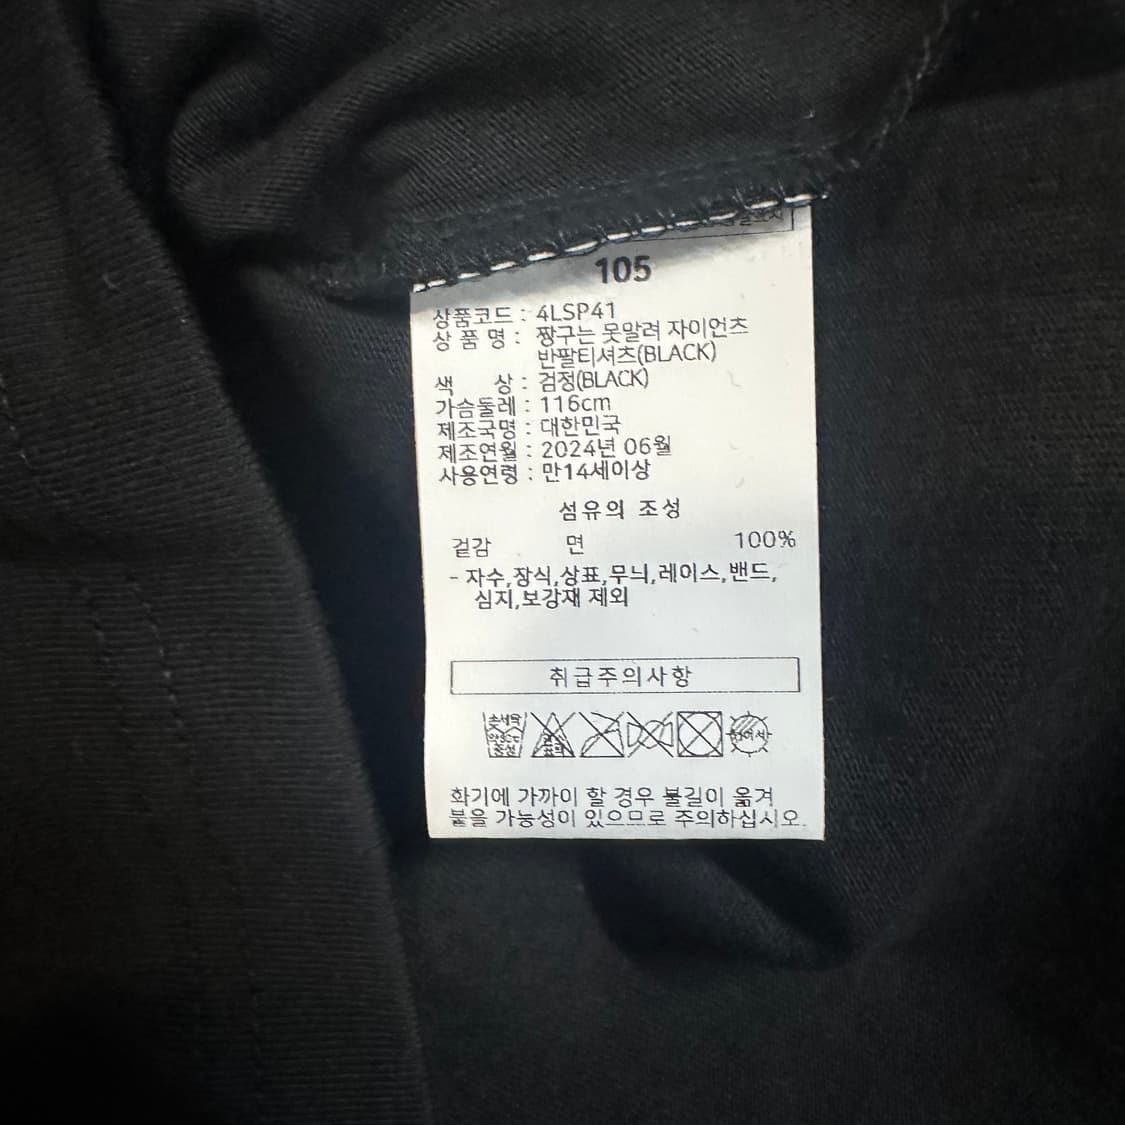 105
상품코드 : 4LSP41
상 품 명 : 짱구는 못말려 자이언츠
반팔티셔츠(BLACK)
색 상 : 검정(BLACK)
가슴둘레 : 116cm
제조국명 : 대한민국
제조연월 : 2024년 06월
사용연령 : 만14세이상
섬유의 조성
겉감 면 100%
- 자수,장식,상표,무늬,레이스,밴드,
심지,보강재 제외
취급주의사항
손세탁
중성
화기에 가까이 할 경우 불길이 옮겨
붙을 가능성이 있으므로 주의하십시오.